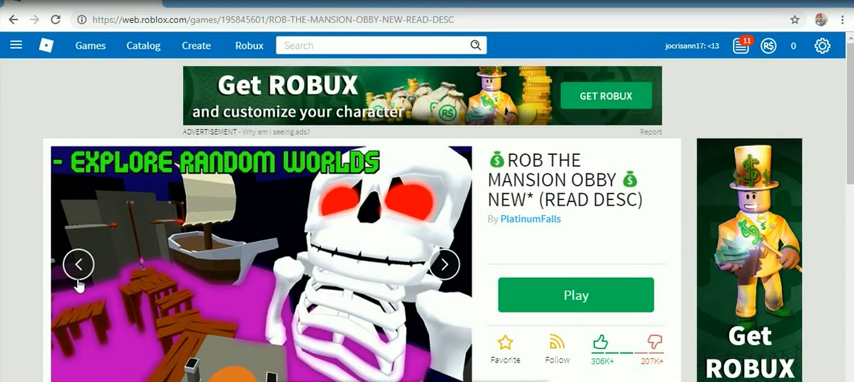 https://web.roblox.com/games/195845601/ROB-THE-MANSION-OBBY-NEW-READ-DESC
Games Catalog Create Robux Search jocrisann17: <13 11 R$ 0
Get ROBUX
and customize your character
GET ROBUX
ADVERTISEMENT - Why am I seeing ads? Report
- EXPLORE RANDOM WORLDS
ROB THE
MANSION OBBY
NEW* (READ DESC)
By PlatinumFalls
Play
Favorite Follow 306K+ 207K+
Get
ROBUX